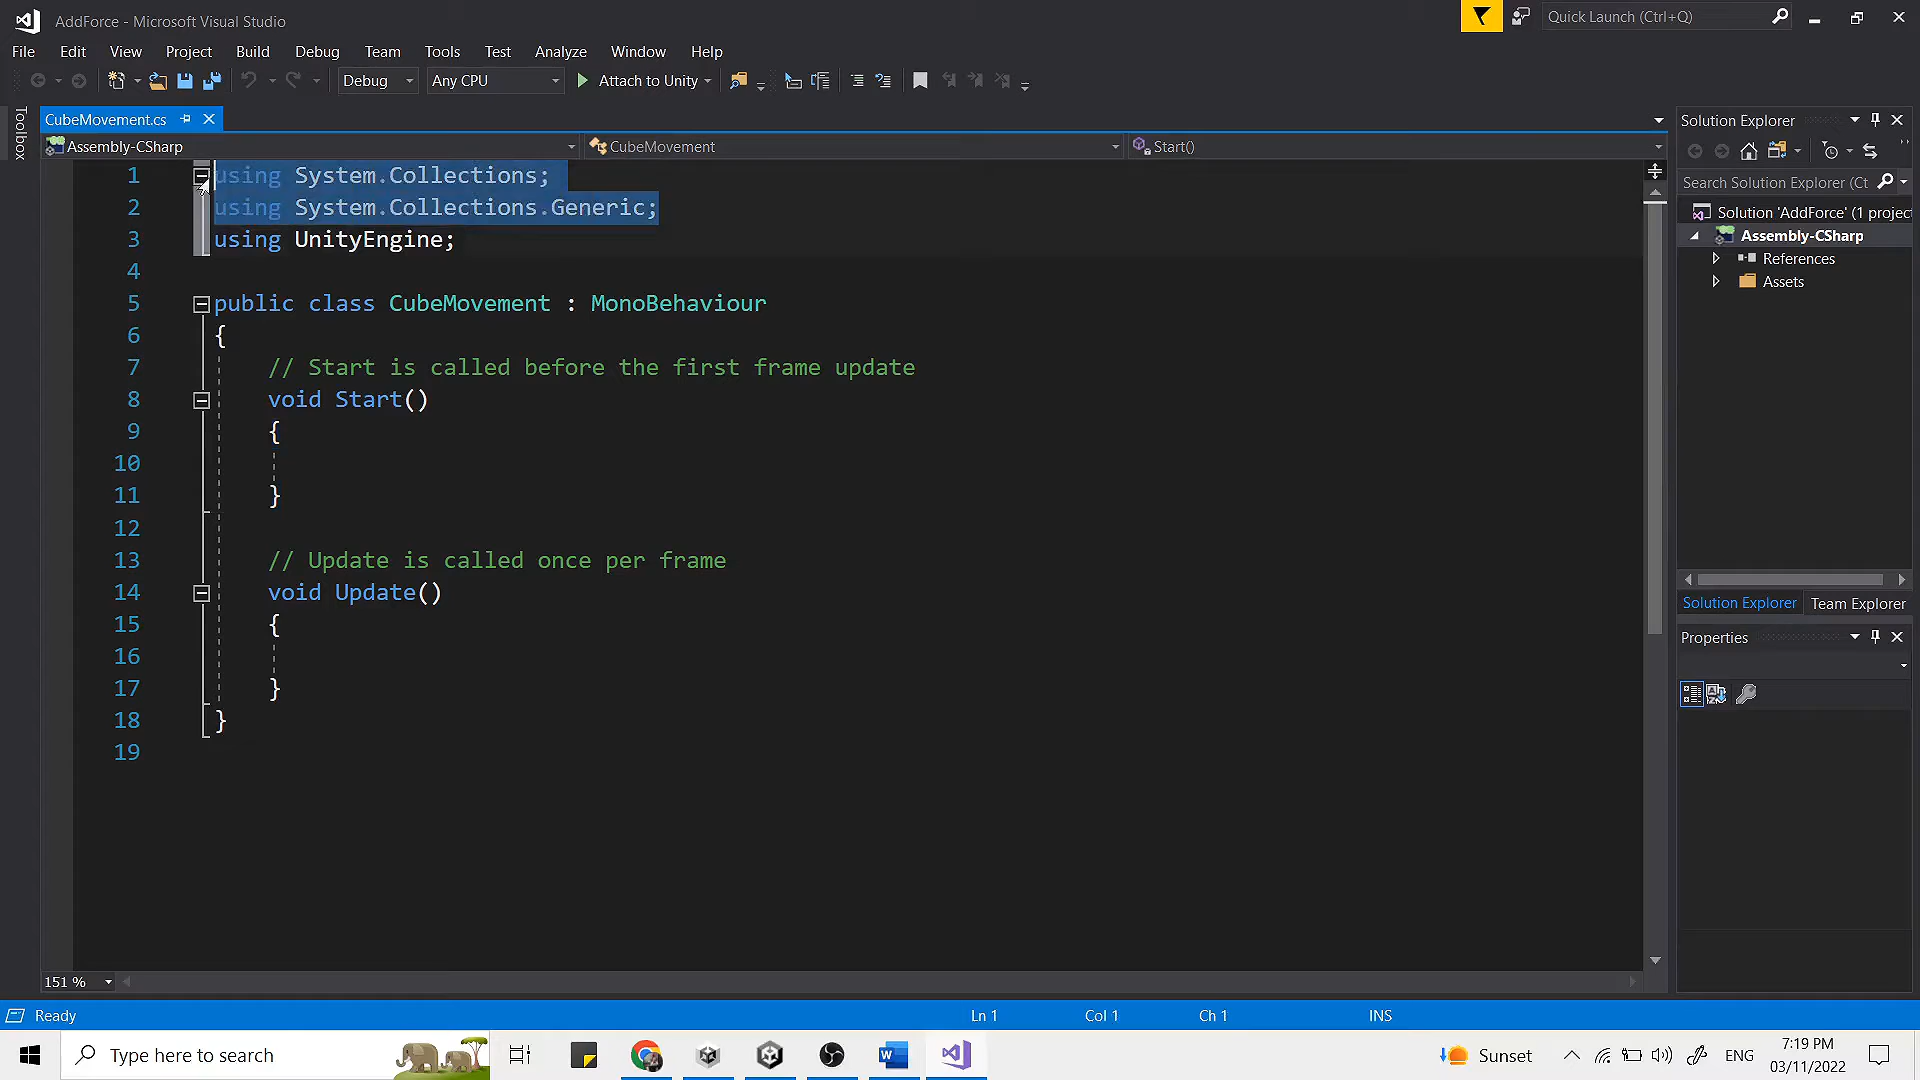 AddForce - Microsoft Visual Studio
Quick Launch (Ctrl+Q)
File Edit View Project Build Debug Team Tools Test Analyze Window Help
Debug Any CPU Attach to Unity
Toolbox
CubeMovement.cs
Assembly-CSharp CubeMovement Start()
1 using System.Collections;
2 using System.Collections.Generic;
3 using UnityEngine;
4
5 public class CubeMovement : MonoBehaviour
6 {
7 // Start is called before the first frame update
8 void Start()
9 {
10
11 }
12
13 // Update is called once per frame
14 void Update()
15 {
16
17 }
18 }
19
151 %
Solution Explorer
Search Solution Explorer (Ct
Solution 'AddForce' (1 projec
Assembly-CSharp
References
Assets
Solution Explorer Team Explorer
Properties
Ready Ln 1 Col 1 Ch 1 INS
Type here to search
Sunset
ENG
7:19 PM
03/11/2022